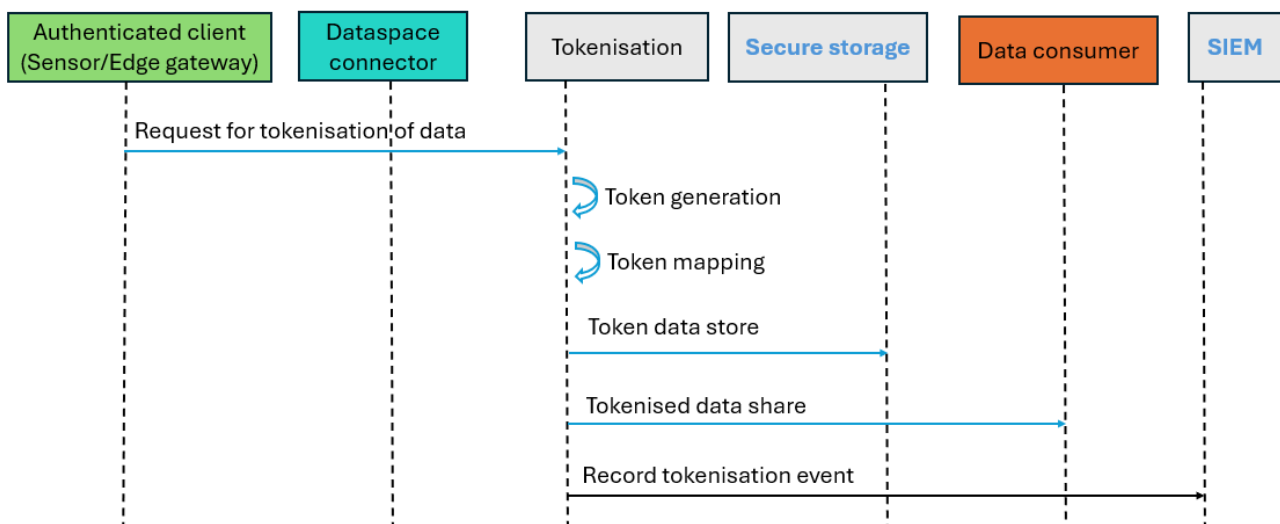 Authenticated client
(Sensor/Edge gateway)
Dataspace
connector
Tokenisation
Secure storage
Data consumer
SIEM
Request for tokenisation of data
Token generation
Token mapping
Token data store
Tokenised data share
Record tokenisation event